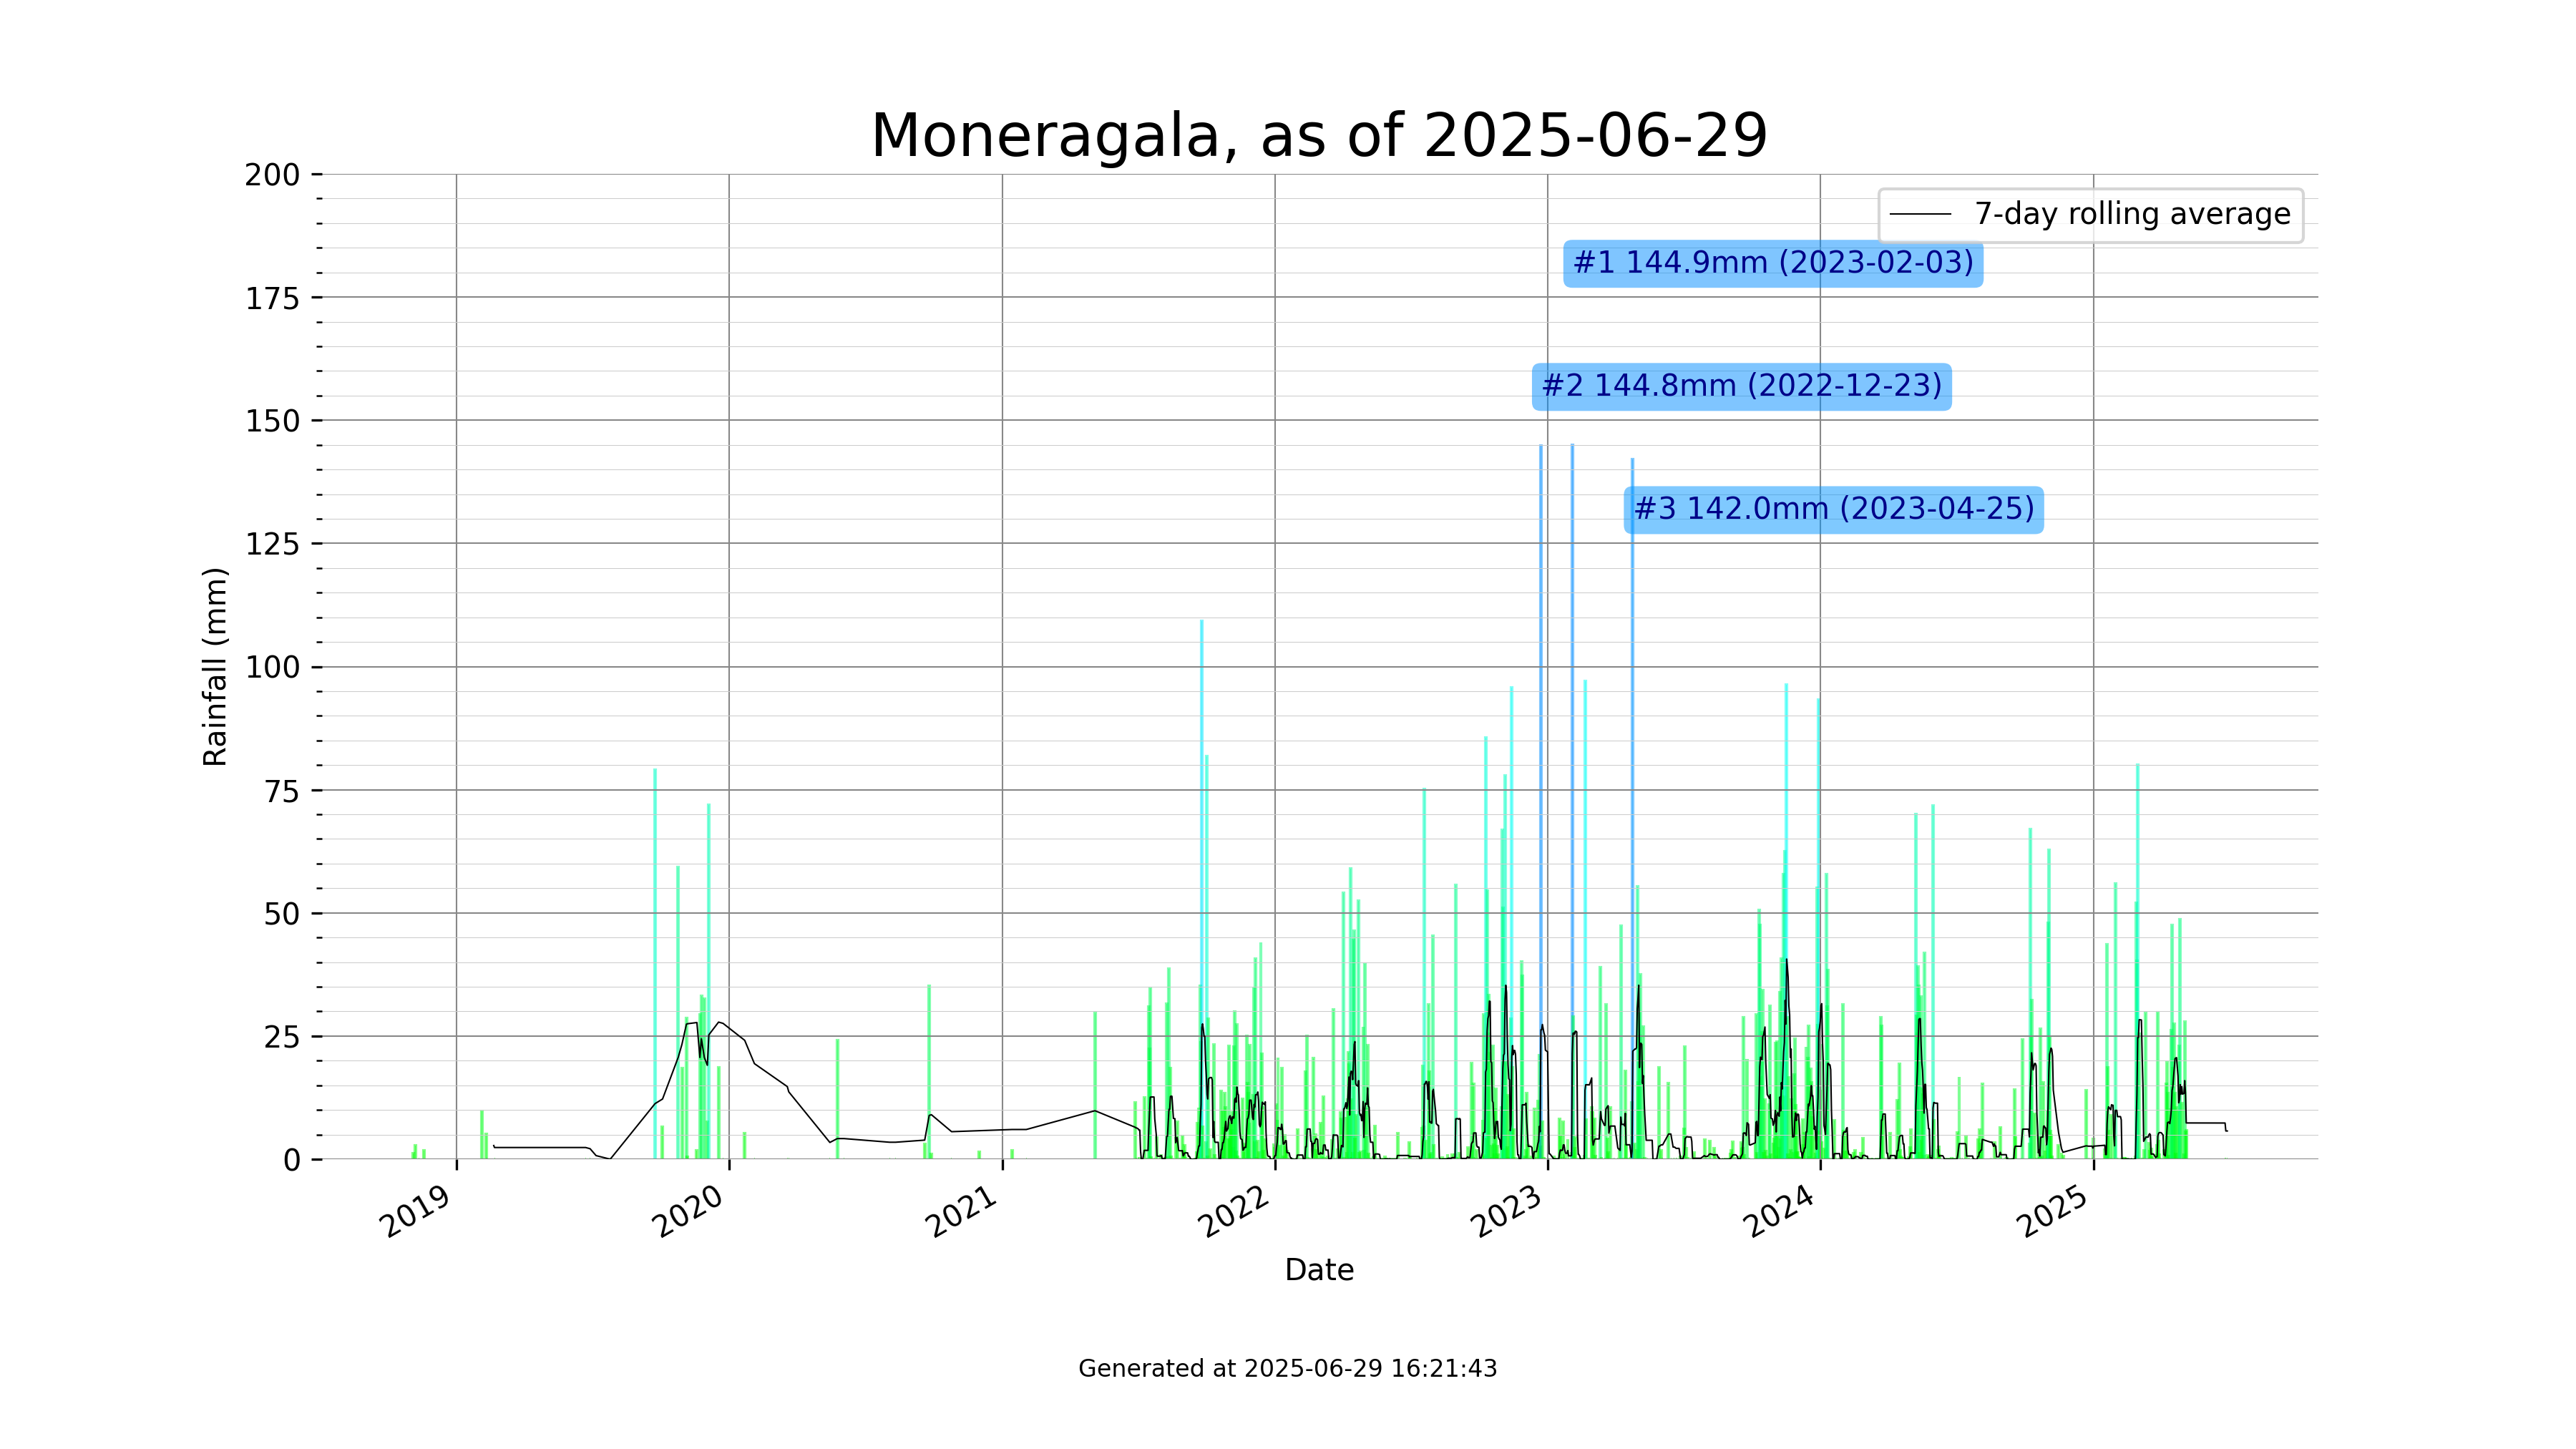 Moneragala, as of 2025-06-29
200
175
150
125
100
75
50
25
0
Rainfall (mm)
7-day rolling average
#1 144.9mm (2023-02-03)
#2 144.8mm (2022-12-23)
#3 142.0mm (2023-04-25)
2019
2020
2021
2022
2023
2024
2025
Date
Generated at 2025-06-29 16:21:43